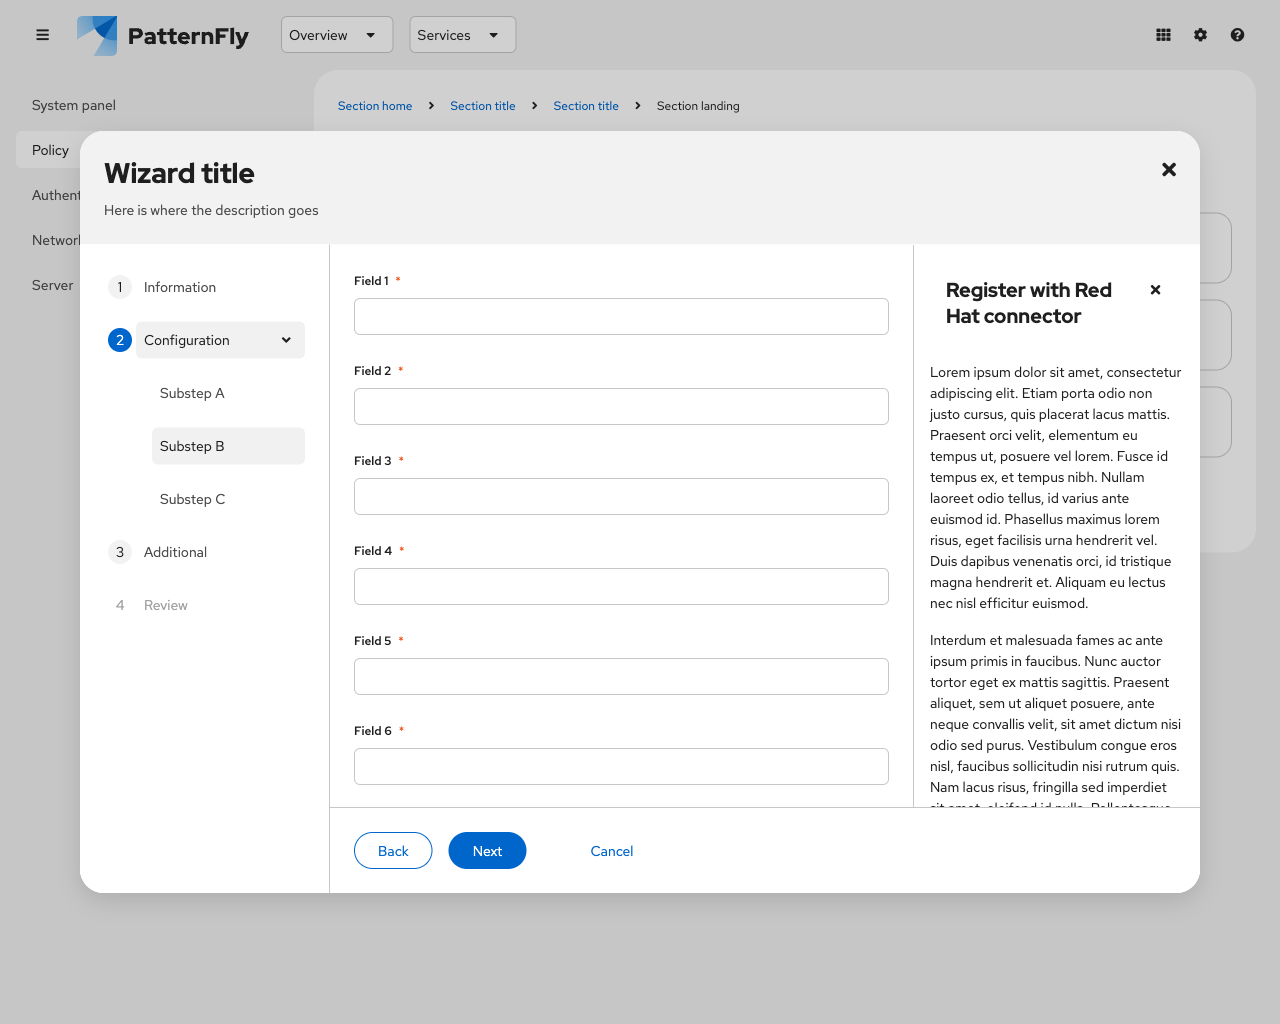 PatternFly
Overview
Services
System panel
Section home
Section title
Section title
Section landing
Policy
Wizard title
Here is where the description goes
Server
1 Information
2 Configuration
Substep A
Substep B
Substep C
3 Additional
4 Review
Field 1 *
Field 2 *
Field 3 *
Field 4 *
Field 5 *
Field 6 *
Register with Red
Hat connector
Lorem ipsum dolor sit amet, consectetur
adipiscing elit. Etiam porta odio non
justo cursus, quis placerat lacus mattis.
Praesent orci velit, elementum eu
tempus ut, posuere vel lorem. Fusce id
tempus ex, et tempus nibh. Nullam
laoreet odio tellus, id varius ante
euismod id. Phasellus maximus lorem
risus, eget facilisis urna hendrerit vel.
Duis dapibus venenatis orci, id tristique
magna hendrerit et. Aliquam eu lectus
nec nisl efficitur euismod.
Interdum et malesuada fames ac ante
ipsum primis in faucibus. Nunc auctor
tortor eget ex mattis sagittis. Praesent
aliquet, sem ut aliquet posuere, ante
neque convallis velit, sit amet dictum nisi
odio sed purus. Vestibulum congue eros
nisl, faucibus sollicitudin nisi rutrum quis.
Nam lacus risus, fringilla sed imperdiet
Back
Next
Cancel